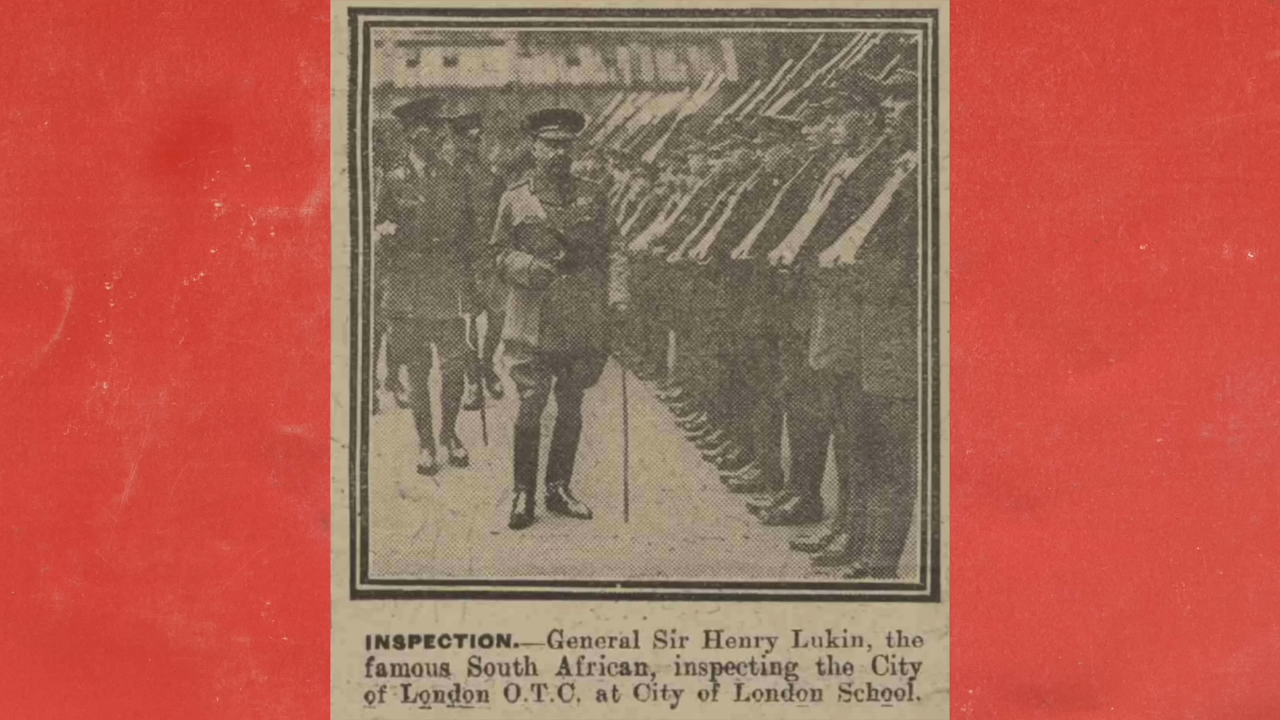 INSPECTION.—General Sir Henry Lukin, the
famous South African, inspecting the City
of London O.T.C. at City of London School.